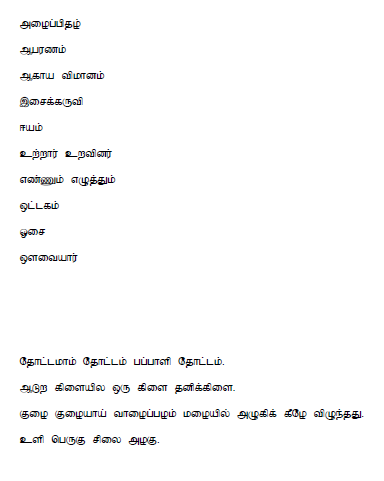 அழைப்பிதழ்
ஆபரணம்
ஆகாய விமானம்
இசைக்கருவி
ஈயம்
உற்றார் உறவினர்
எண்ணும் எழுத்தும்
ஒட்டகம்
ஓசை
ஔவையார்
தோட்டமாம் தோட்டம் பப்பாளி தோட்டம்.
ஆடுற கிளையில ஒரு கிளை தனிக்கிளை.
குழை குழையாய் வாழைப்பழம் மழையில் அழுகிக் கீழே விழுந்தது.
உளி பெருகு சிலை அழகு.